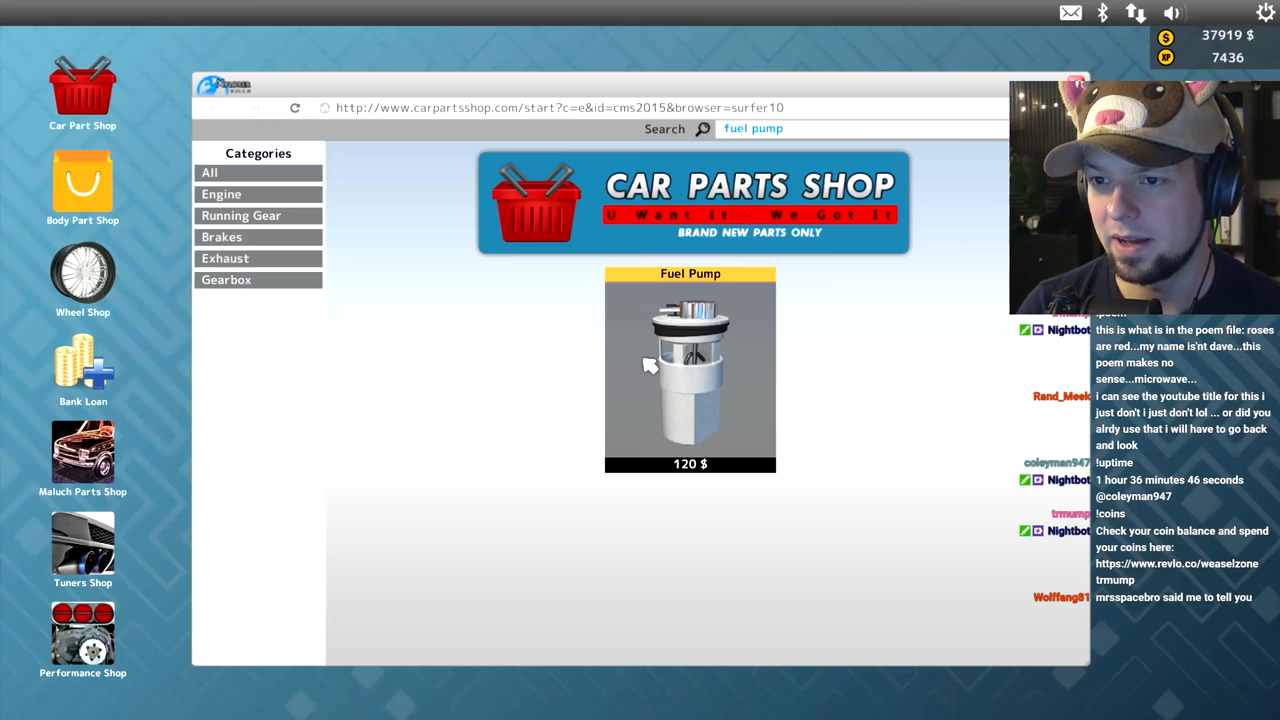 37919 $
7436
Car Part Shop
Body Part Shop
Wheel Shop
Bank Loan
Maluch Parts Shop
Tuners Shop
Performance Shop
http://www.carpartsshop.com/start?c=e&id=cms2015&browser=surfer10
Search fuel pump
Categories
All
Engine
Running Gear
Brakes
Exhaust
Gearbox
CAR PARTS SHOP
U Want It - We Got It
BRAND NEW PARTS ONLY
Fuel Pump
120 $
trmump !poem
Nightbot this is what is in the poem file: roses
are red...my name is'nt dave...this
poem makes no
sense...microwave...
Rand_Meek i can see the youtube title for this i
just don't i just don't lol ... or did you
alrdy use that i will have to go back
and look
coleyman947 !uptime
Nightbot 1 hour 36 minutes 46 seconds
@coleyman947
trmump !coins
Nightbot Check your coin balance and spend
your coins here:
https://www.revlo.co/weaselzone
trmump
Wolffang81 mrsspacebro said me to tell you